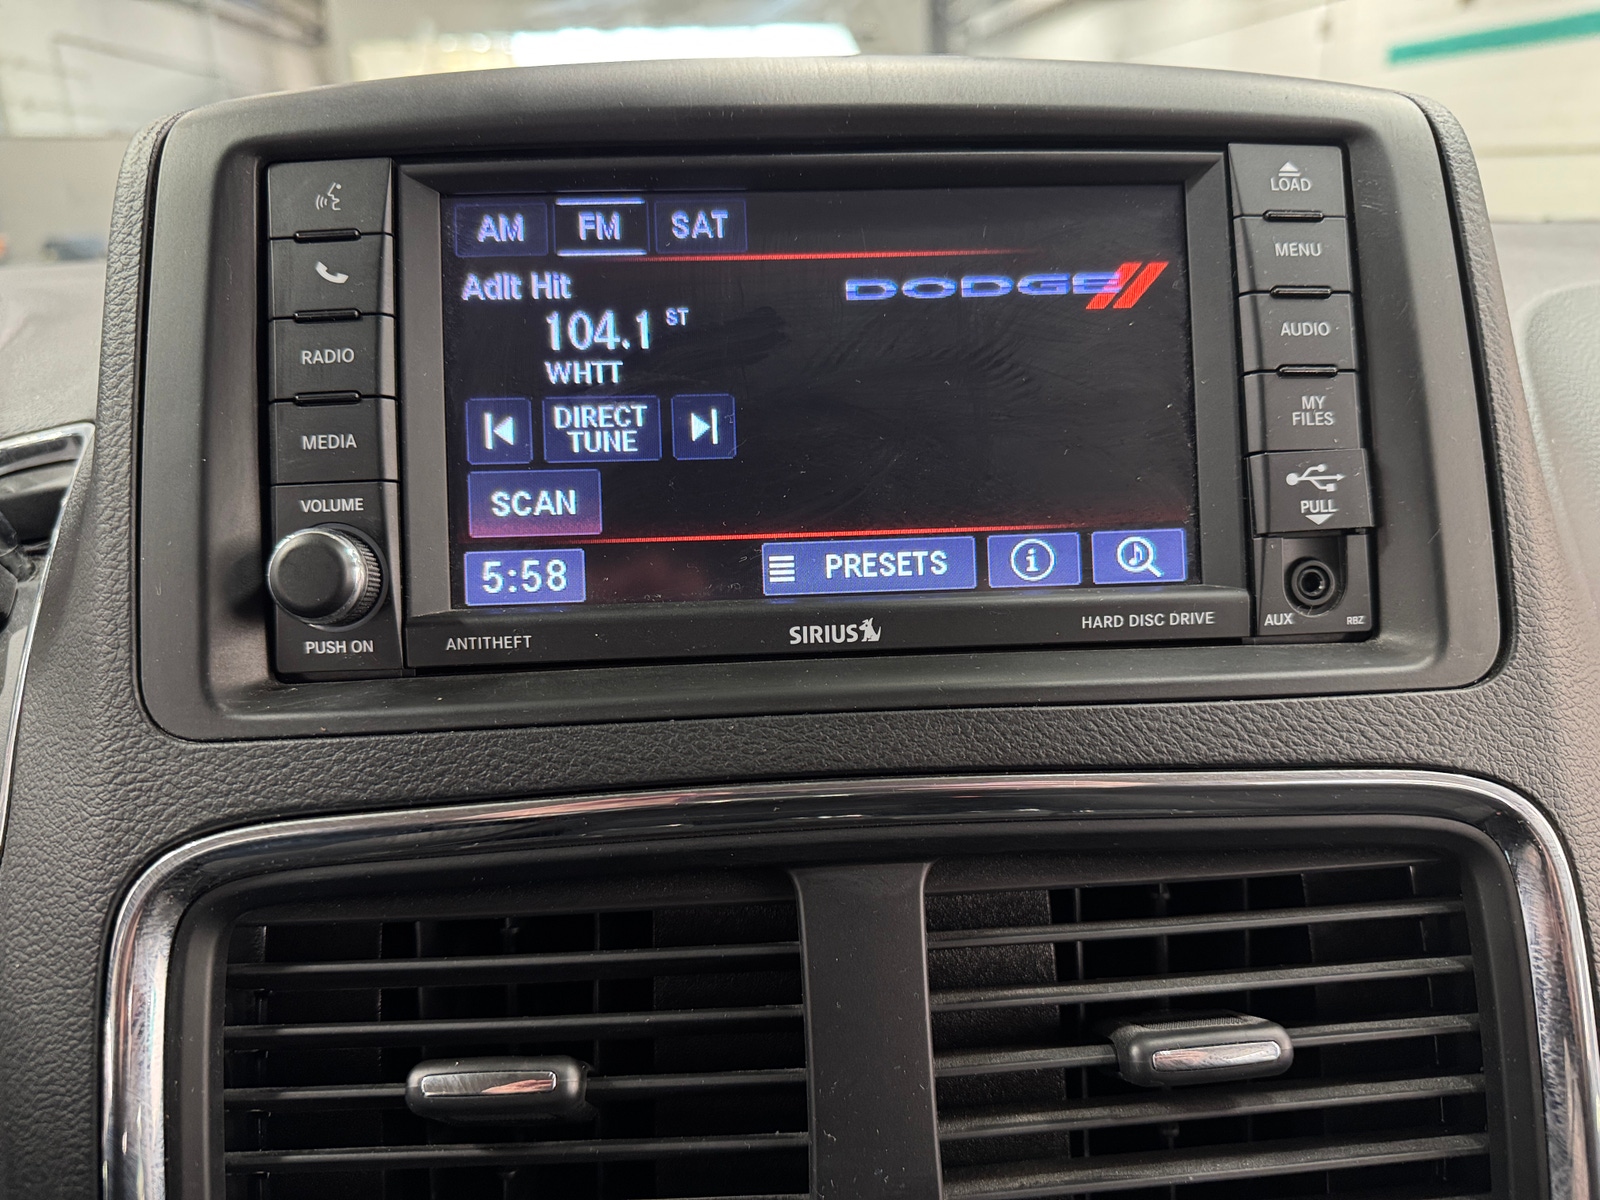 AM FM SAT
Adlt Hit
DODGE
104.1 ST
WHTT
DIRECT
TUNE
SCAN
5:58
PRESETS
i
RADIO
MEDIA
VOLUME
PUSH ON
ANTITHEFT
SIRIUS
HARD DISC DRIVE
LOAD
MENU
AUDIO
MY
FILES
PULL
AUX
RBZ